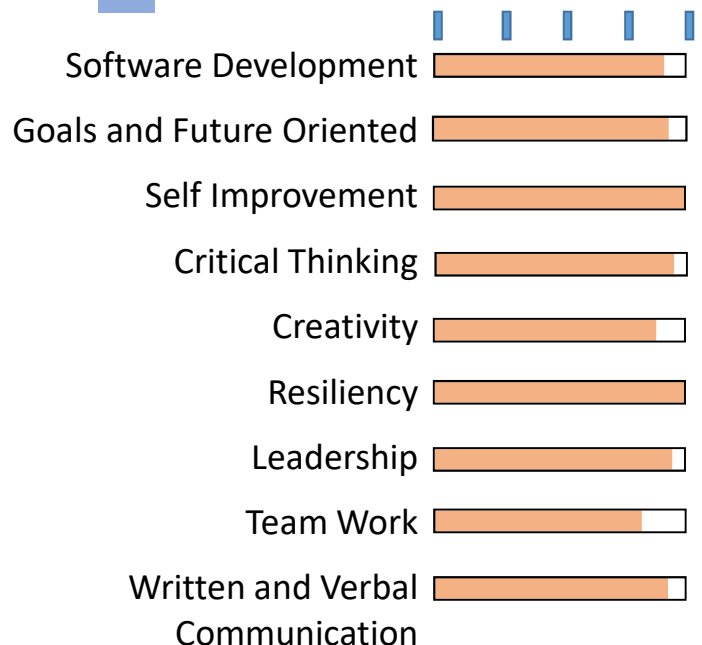 Software Development
Goals and Future Oriented
Self Improvement
Critical Thinking
Creativity
Resiliency
Leadership
Team Work
Written and Verbal
Communication